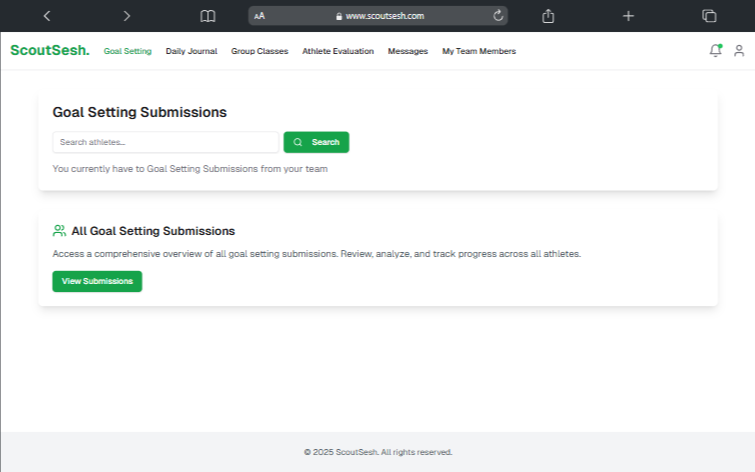 AA www.scoutsesh.com
ScoutSesh. Goal Setting Daily Journal Group Classes Athlete Evaluation Messages My Team Members
Goal Setting Submissions
Search athletes... Search
You currently have to Goal Setting Submissions from your team
All Goal Setting Submissions
Access a comprehensive overview of all goal setting submissions. Review, analyze, and track progress across all athletes.
View Submissions
© 2025 ScoutSesh. All rights reserved.